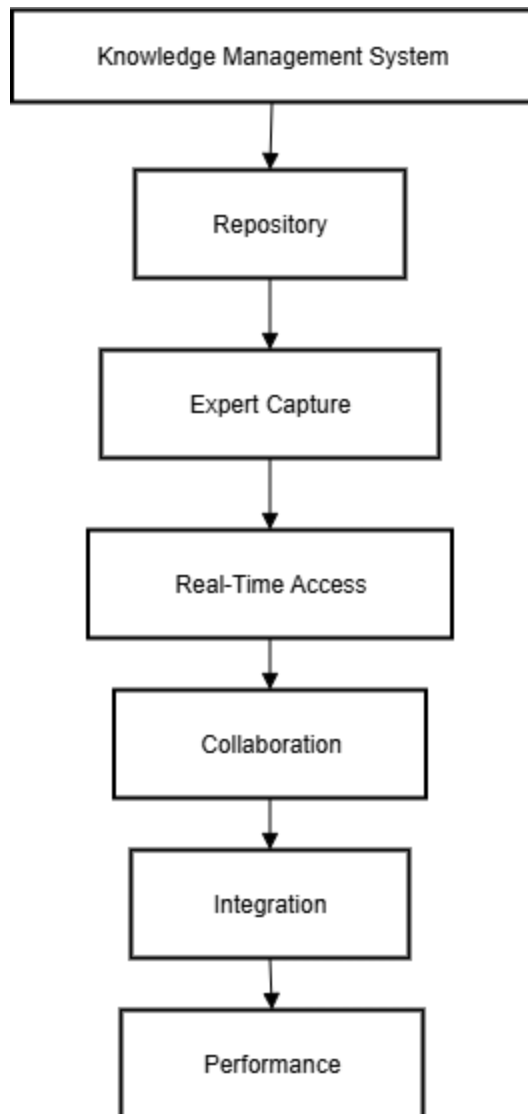 Knowledge Management System
Repository
Expert Capture
Real-Time Access
Collaboration
Integration
Performance